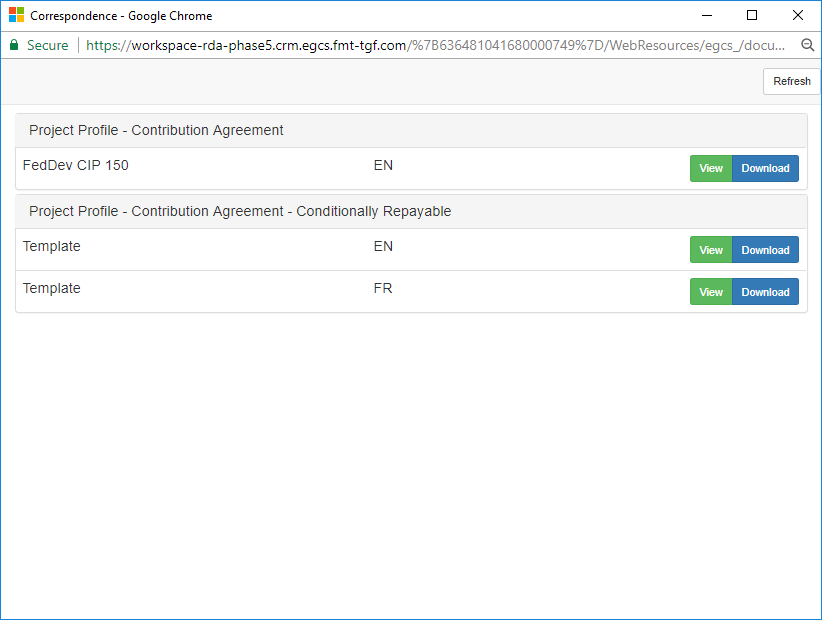 Correspondence - Google Chrome
Secure https://workspace-rda-phase5.crm.egcs.fmt-tgf.com/%7B636481041680000749%7D/WebResources/egcs_/docu...
Refresh
Project Profile - Contribution Agreement
FedDev CIP 150 EN View Download
Project Profile - Contribution Agreement - Conditionally Repayable
Template EN View Download
Template FR View Download